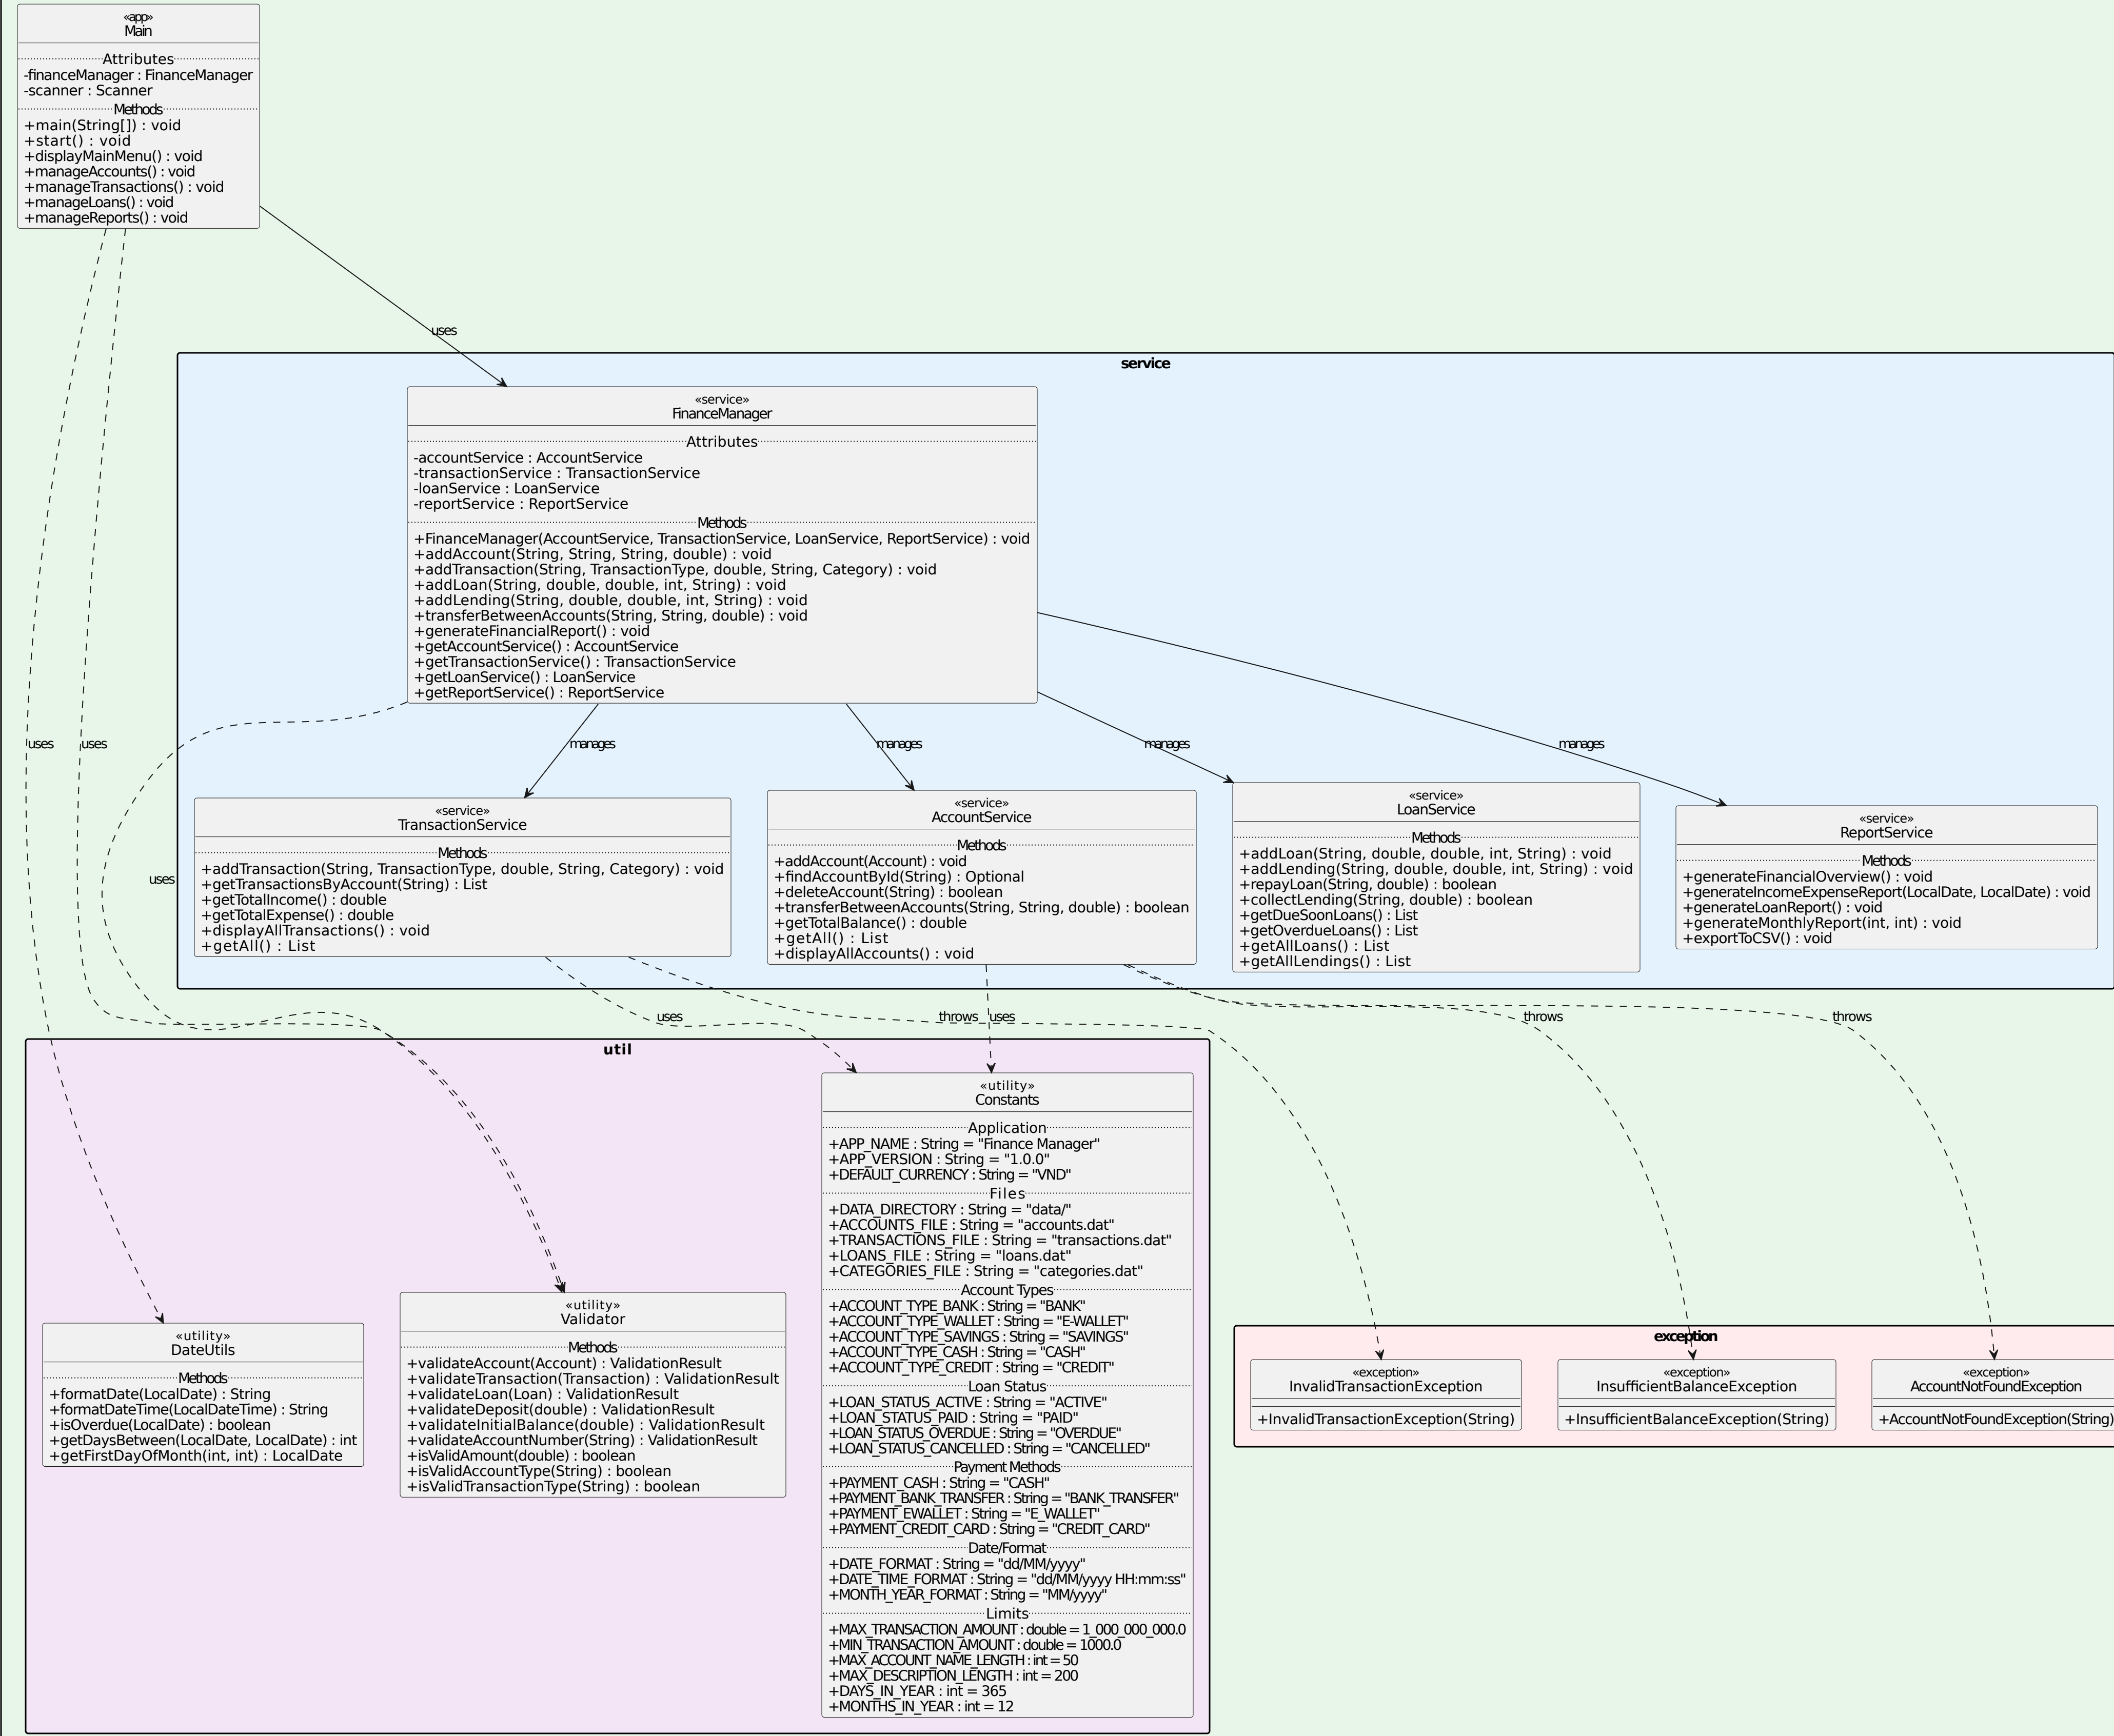 «app»
Main
Attributes
-financeManager : FinanceManager
-scanner : Scanner
Methods
+main(String[]) : void
+start() : void
+displayMainMenu() : void
+manageAccounts() : void
+manageTransactions() : void
+manageLoans() : void
+manageReports() : void
uses
service
«service»
FinanceManager
Attributes
-accountService : AccountService
-transactionService : TransactionService
-loanService : LoanService
-reportService : ReportService
Methods
+FinanceManager(AccountService, TransactionService, LoanService, ReportService) : void
+addAccount(String, String, String, double) : void
+addTransaction(String, TransactionType, double, String, Category) : void
+addLoan(String, double, double, int, String) : void
+addLending(String, double, double, int, String) : void
+transferBetweenAccounts(String, String, double) : void
+generateFinancialReport() : void
+getAccountService() : AccountService
+getTransactionService() : TransactionService
+getLoanService() : LoanService
+getReportService() : ReportService
uses
uses
manages
manages
manages
manages
«service»
TransactionService
Methods
+addTransaction(String, TransactionType, double, String, Category) : void
+getTransactionsByAccount(String) : List
+getTotalIncome() : double
+getTotalExpense() : double
+displayAllTransactions() : void
+getAll() : List
«service»
AccountService
Methods
+addAccount(Account) : void
+findAccountById(String) : Optional
+deleteAccount(String) : boolean
+transferBetweenAccounts(String, String, double) : boolean
+getTotalBalance() : double
+getAll() : List
+displayAllAccounts() : void
«service»
LoanService
Methods
+addLoan(String, double, double, int, String) : void
+addLending(String, double, double, int, String) : void
+repayLoan(String, double) : boolean
+collectLending(String, double) : boolean
+getDueSoonLoans() : List
+getOverdueLoans() : List
+getAllLoans() : List
+getAllLendings() : List
«service»
ReportService
Methods
+generateFinancialOverview() : void
+generateIncomeExpenseReport(LocalDate, LocalDate) : void
+generateLoanReport() : void
+generateMonthlyReport(int, int) : void
+exportToCSV() : void
uses
uses
throws
uses
throws
throws
util
«utility»
DateUtils
Methods
+formatDate(LocalDate) : String
+formatDateTime(LocalDateTime) : String
+isOverdue(LocalDate) : boolean
+getDaysBetween(LocalDate, LocalDate) : int
+getFirstDayOfMonth(int, int) : LocalDate
«utility»
Validator
Methods
+validateAccount(Account) : ValidationResult
+validateTransaction(Transaction) : ValidationResult
+validateLoan(Loan) : ValidationResult
+validateDeposit(double) : ValidationResult
+validateInitialBalance(double) : ValidationResult
+validateAccountNumber(String) : ValidationResult
+isValidAmount(double) : boolean
+isValidAccountType(String) : boolean
+isValidTransactionType(String) : boolean
«utility»
Constants
Application
+APP_NAME : String = "Finance Manager"
+APP_VERSION : String = "1.0.0"
+DEFAULT_CURRENCY : String = "VND"
Files
+DATA_DIRECTORY : String = "data/"
+ACCOUNTS_FILE : String = "accounts.dat"
+TRANSACTIONS_FILE : String = "transactions.dat"
+LOANS_FILE : String = "loans.dat"
+CATEGORIES_FILE : String = "categories.dat"
Account Types
+ACCOUNT_TYPE_BANK : String = "BANK"
+ACCOUNT_TYPE_WALLET : String = "E-WALLET"
+ACCOUNT_TYPE_SAVINGS : String = "SAVINGS"
+ACCOUNT_TYPE_CASH : String = "CASH"
+ACCOUNT_TYPE_CREDIT : String = "CREDIT"
Loan Status
+LOAN_STATUS_ACTIVE : String = "ACTIVE"
+LOAN_STATUS_PAID : String = "PAID"
+LOAN_STATUS_OVERDUE : String = "OVERDUE"
+LOAN_STATUS_CANCELLED : String = "CANCELLED"
Payment Methods
+PAYMENT_CASH : String = "CASH"
+PAYMENT_BANK_TRANSFER : String = "BANK_TRANSFER"
+PAYMENT_EWALLET : String = "E_WALLET"
+PAYMENT_CREDIT_CARD : String = "CREDIT_CARD"
Date/Format
+DATE_FORMAT : String = "dd/MM/yyyy"
+DATE_TIME_FORMAT : String = "dd/MM/yyyy HH:mm:ss"
+MONTH_YEAR_FORMAT : String = "MM/yyyy"
Limits
+MAX_TRANSACTION_AMOUNT : double = 1_000_000_000.0
+MIN_TRANSACTION_AMOUNT : double = 1000.0
+MAX_ACCOUNT_NAME_LENGTH : int = 50
+MAX_DESCRIPTION_LENGTH : int = 200
+DAYS_IN_YEAR : int = 365
+MONTHS_IN_YEAR : int = 12
exception
«exception»
InvalidTransactionException
+InvalidTransactionException(String)
«exception»
InsufficientBalanceException
+InsufficientBalanceException(String)
«exception»
AccountNotFoundException
+AccountNotFoundException(String)